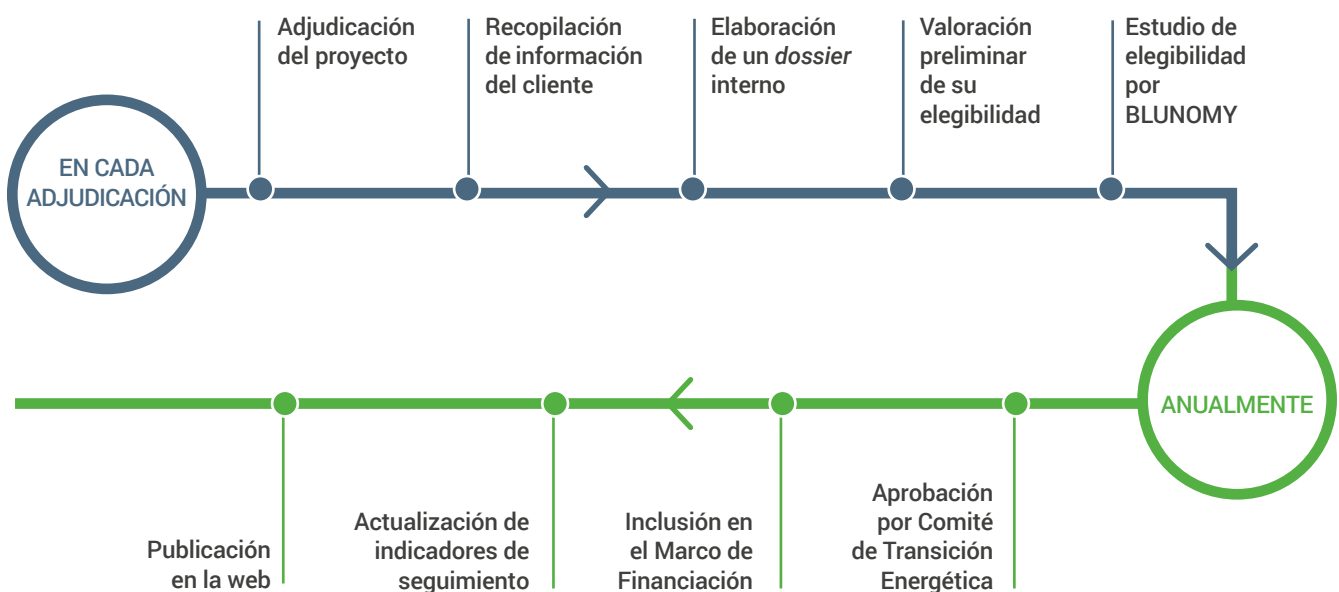 EN CADA
ADJUDICACIÓN
Adjudicación
del proyecto
Recopilación
de información
del cliente
Elaboración
de un dossier
interno
Valoración
preliminar
de su
elegibilidad
Estudio de
elegibilidad
por
BLUNOMY
ANUALMENTE
Aprobación
por Comité
de Transición
Energética
Inclusión en
el Marco de
Financiación
Actualización de
indicadores de
seguimiento
Publicación
en la web